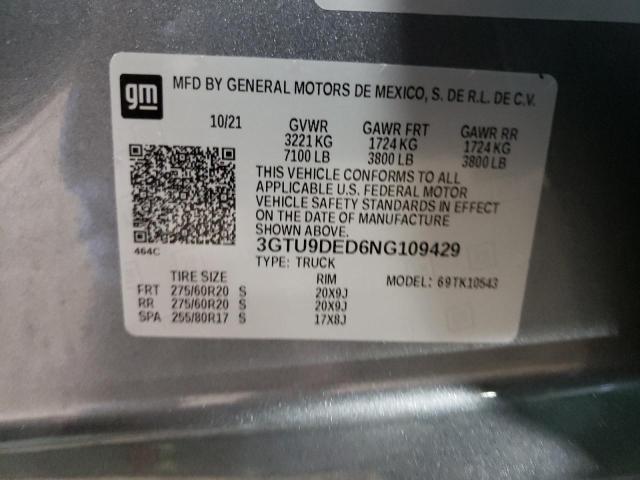 gm
MFD BY GENERAL MOTORS DE MEXICO, S. DE R.L. DE C.V.
10/21 GVWR GAWR FRT GAWR RR
3221 KG 1724 KG 1724 KG
7100 LB 3800 LB 3800 LB
THIS VEHICLE CONFORMS TO ALL
APPLICABLE U.S. FEDERAL MOTOR
VEHICLE SAFETY STANDARDS IN EFFECT
ON THE DATE OF MANUFACTURE
SHOWN ABOVE.
464C
3GTU9DED6NG109429
TYPE: TRUCK
MODEL: 69TK10543
TIRE SIZE RIM
FRT 275/60R20 S 20X9J
RR 275/60R20 S 20X9J
SPA 255/80R17 S 17X8J